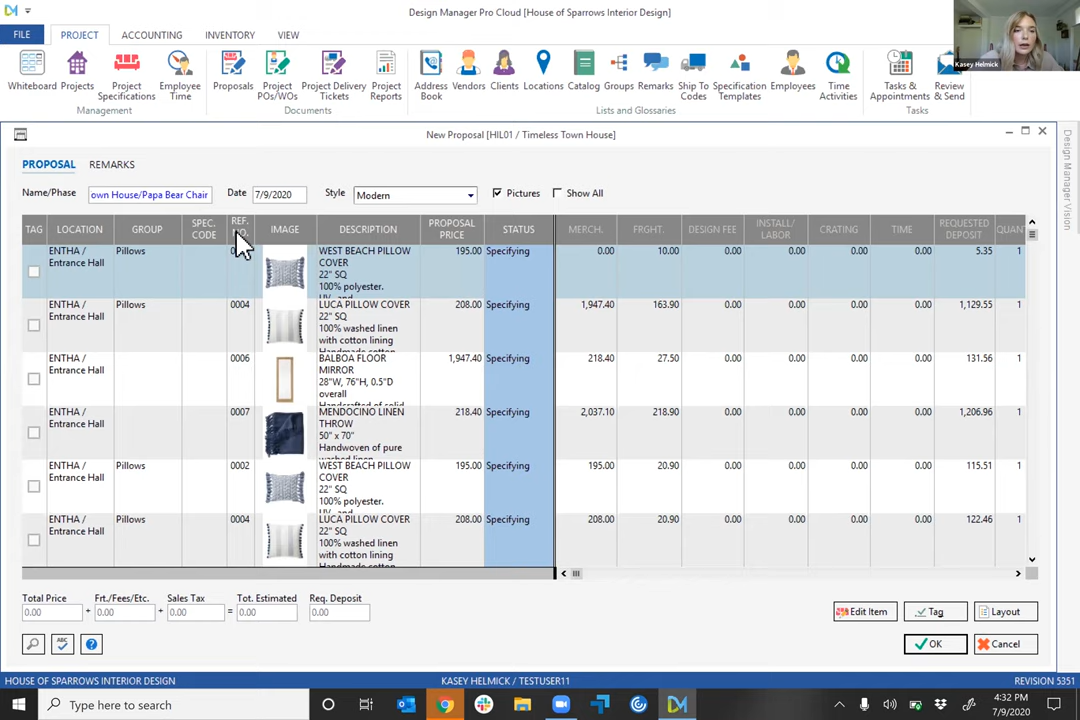 Design Manager Pro Cloud [House of Sparrows Interior Design]
FILE PROJECT ACCOUNTING INVENTORY VIEW
Kasey Helmick
Whiteboard Projects Project Specifications Employee Time Proposals Project POs/WOs Project Delivery Tickets Project Reports Address Book Vendors Clients Locations Catalog Groups Remarks Ship To Codes Specification Templates Employees Time Activities Tasks & Appointments Review & Send
Management Documents Lists and Glossaries Tasks
New Proposal [HIL01 / Timeless Town House]
Design Manager Vision
PROPOSAL REMARKS
Name/Phase own House/Papa Bear Chair Date 7/9/2020 Style Modern Pictures Show All
TAG LOCATION GROUP SPEC. CODE REF. NO. IMAGE DESCRIPTION PROPOSAL PRICE STATUS MERCH. FRGHT. DESIGN FEE INSTALL/ LABOR CRATING TIME REQUESTED DEPOSIT QUANT
ENTHA / Pillows WEST BEACH PILLOW 195.00 Specifying 0.00 10.00 0.00 0.00 0.00 0.00 5.35 1
Entrance Hall COVER
22" SQ
100% polyester.
ENTHA / Pillows 0004 LUCA PILLOW COVER 208.00 Specifying 1,947.40 163.90 0.00 0.00 0.00 0.00 1,129.55 1
Entrance Hall 22" SQ
100% washed linen
with cotton lining
ENTHA / Pillows 0006 BALBOA FLOOR 1,947.40 Specifying 218.40 27.50 0.00 0.00 0.00 0.00 131.56 1
Entrance Hall MIRROR
28"W, 76"H, 0.5"D
overall
ENTHA / Pillows 0007 MENDOCINO LINEN 218.40 Specifying 2,037.10 218.90 0.00 0.00 0.00 0.00 1,206.96 1
Entrance Hall THROW
50" x 70"
Handwoven of pure
ENTHA / Pillows 0002 WEST BEACH PILLOW 195.00 Specifying 195.00 20.90 0.00 0.00 0.00 0.00 115.51 1
Entrance Hall COVER
22" SQ
100% polyester.
ENTHA / Pillows 0004 LUCA PILLOW COVER 208.00 Specifying 208.00 20.90 0.00 0.00 0.00 0.00 122.46 1
Entrance Hall 22" SQ
100% washed linen
with cotton lining
Total Price Frt./Fees/Etc. Sales Tax Tot. Estimated Req. Deposit
0.00 + 0.00 + 0.00 = 0.00 0.00
Edit Item Tag Layout
ABC ? OK Cancel
HOUSE OF SPARROWS INTERIOR DESIGN KASEY HELMICK / TESTUSER11 REVISION 5351
Type here to search
4:32 PM
7/9/2020